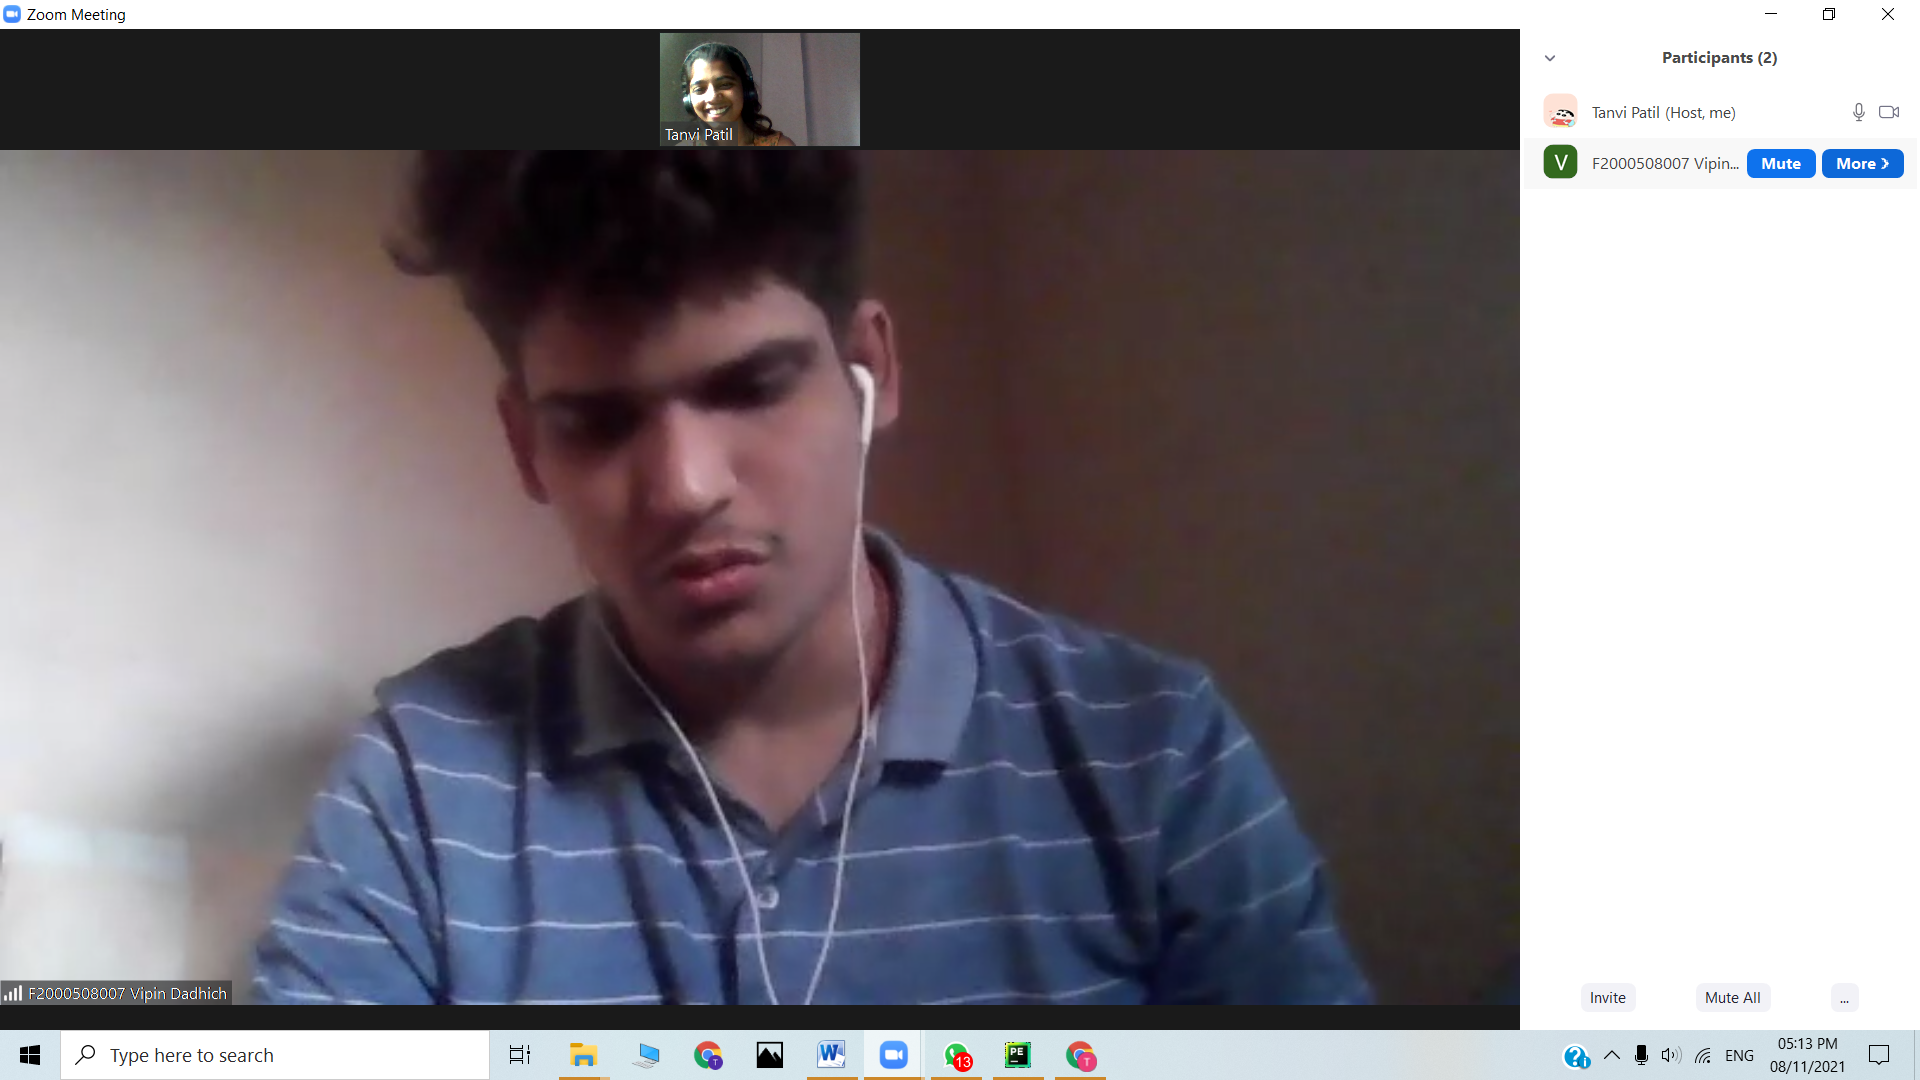 Zoom Meeting
Tanvi Patil
Participants (2)
Tanvi Patil (Host, me)
V
F2000508007 Vipin...
Mute
More
F2000508007 Vipin Dadhich
Invite
Mute All
...
Type here to search
T
W
13
PE
T
ENG
05:13 PM
08/11/2021